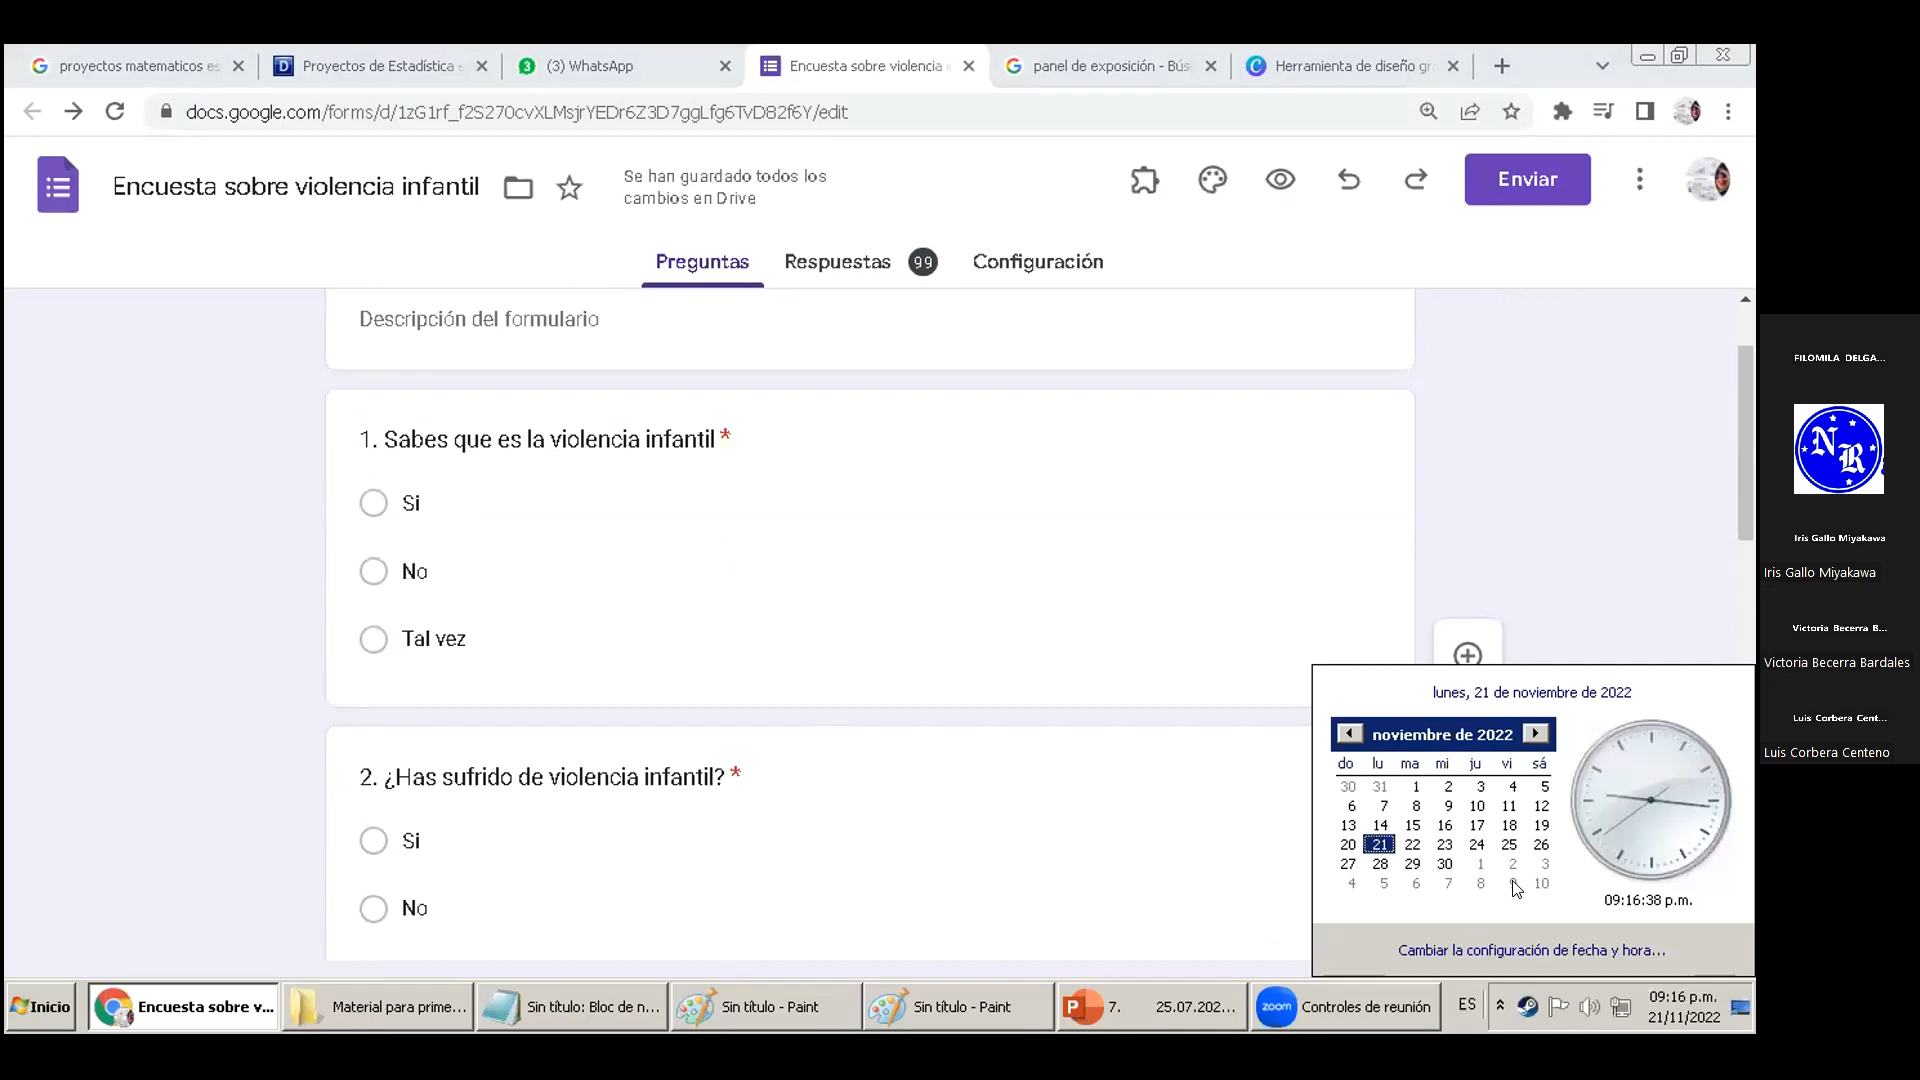 proyectos matematicos es
Proyectos de Estadística e
3
(3) WhatsApp
Encuesta sobre violencia i
panel de exposición - Bús
Herramienta de diseño gr
docs.google.com/forms/d/1zG1rf_f2S270cvXLMsjrYEDr6Z3D7ggLfg6TvD82f6Y/edit
Encuesta sobre violencia infantil
Se han guardado todos los
cambios en Drive
Enviar
Preguntas
Respuestas
99
Configuración
Descripción del formulario
1. Sabes que es la violencia infantil *
Si
No
Tal vez
2. ¿Has sufrido de violencia infantil? *
Si
No
lunes, 21 de noviembre de 2022
noviembre de 2022
do lu ma mi ju vi sá
30 31 1 2 3 4 5
6 7 8 9 10 11 12
13 14 15 16 17 18 19
20 21 22 23 24 25 26
27 28 29 30 1 2 3
4 5 6 7 8 9 10
09:16:38 p.m.
Cambiar la configuración de fecha y hora...
FILOMILA DELGA...
NR
Iris Gallo Miyakawa
Iris Gallo Miyakawa
Victoria Becerra B...
Victoria Becerra Bardales
Luis Corbera Cent...
Luis Corbera Centeno
Inicio
Encuesta sobre v...
Material para prime...
Sin título: Bloc de n...
Sin título - Paint
Sin título - Paint
P
7. 25.07.202...
zoom
Controles de reunión
ES
09:16 p.m.
21/11/2022